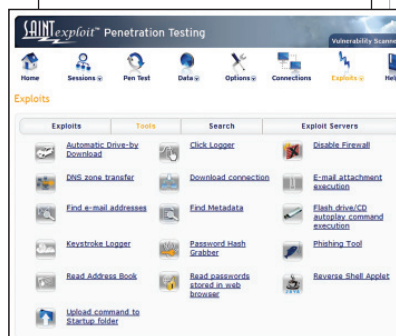 SAINTexploit™ Penetration Testing
Vulnerability Scanne
Home Sessions Pen Test Data Options Connections Exploits Hel
Exploits
Exploits Tools Search Exploit Servers
Automatic Drive-by
Download
Click Logger
Disable Firewall
DNS zone transfer
Download connection
E-mail attachment
execution
Find e-mail addresses
Find Metadata
Flash drive/CD
autoplay command
execution
Keystroke Logger
Password Hash
Grabber
Phishing Tool
Read Address Book
Read passwords
stored in web
browser
Reverse Shell Applet
Upload command to
Startup folder